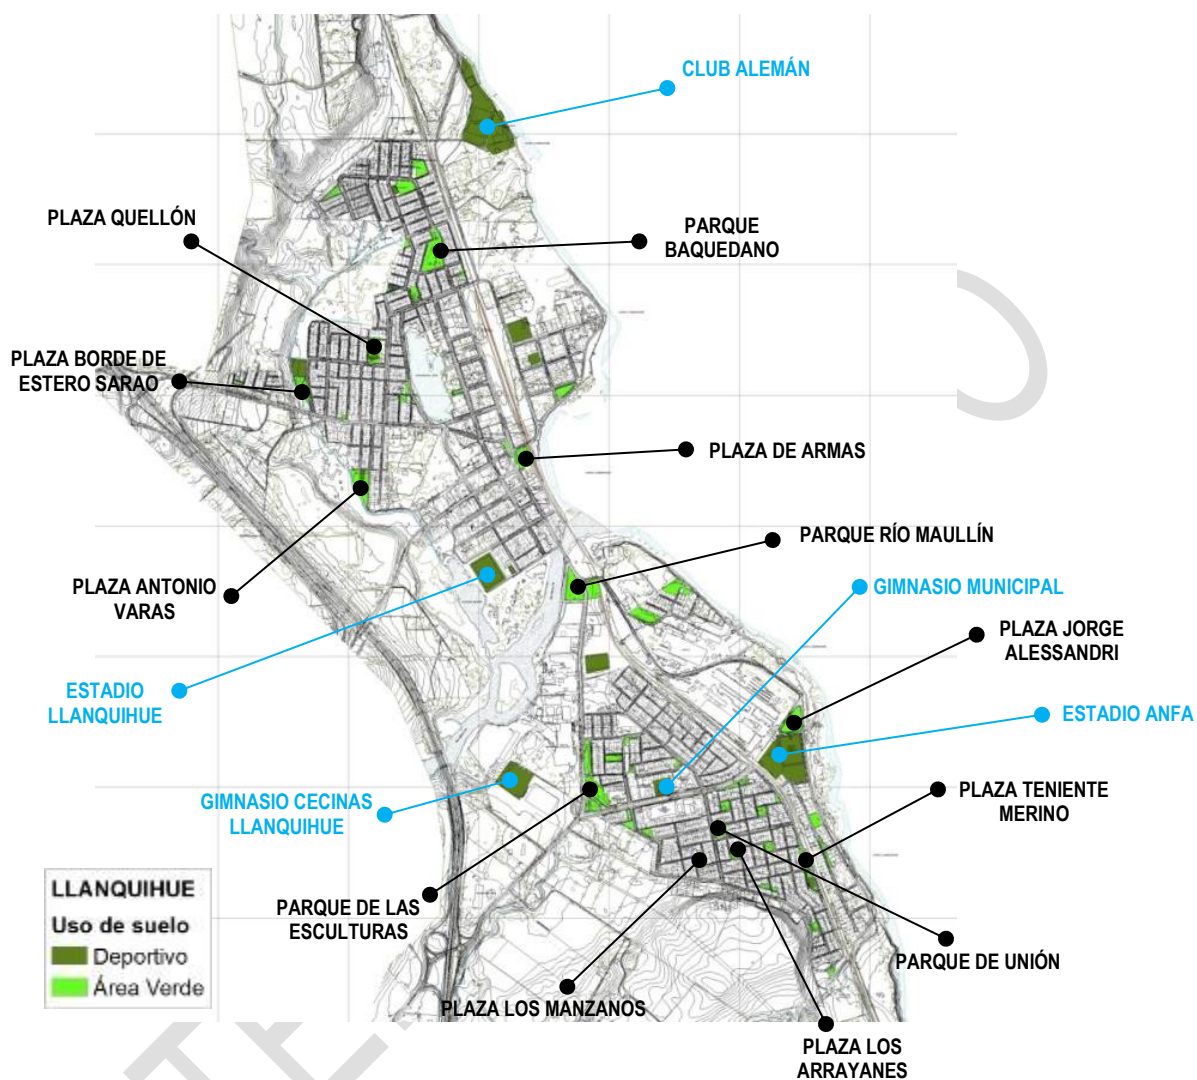 CLUB ALEMÁN
PLAZA QUELLÓN
PARQUE
BAQUEDANO
PLAZA BORDE DE
ESTERO SARAO
PLAZA DE ARMAS
PARQUE RÍO MAULLÍN
PLAZA ANTONIO
VARAS
GIMNASIO MUNICIPAL
PLAZA JORGE
ALESSANDRI
ESTADIO
LLANQUIHUE
ESTADIO ANFA
GIMNASIO CECINAS
LLANQUIHUE
PLAZA TENIENTE
MERINO
LLANQUIHUE
Uso de suelo
Deportivo
Área Verde
PARQUE DE LAS
ESCULTURAS
PARQUE DE UNIÓN
PLAZA LOS MANZANOS
PLAZA LOS
ARRAYANES